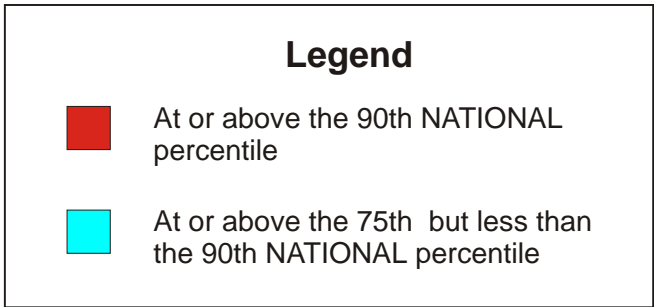 Legend
At or above the 90th NATIONAL
percentile
At or above the 75th  but less than
the 90th NATIONAL percentile